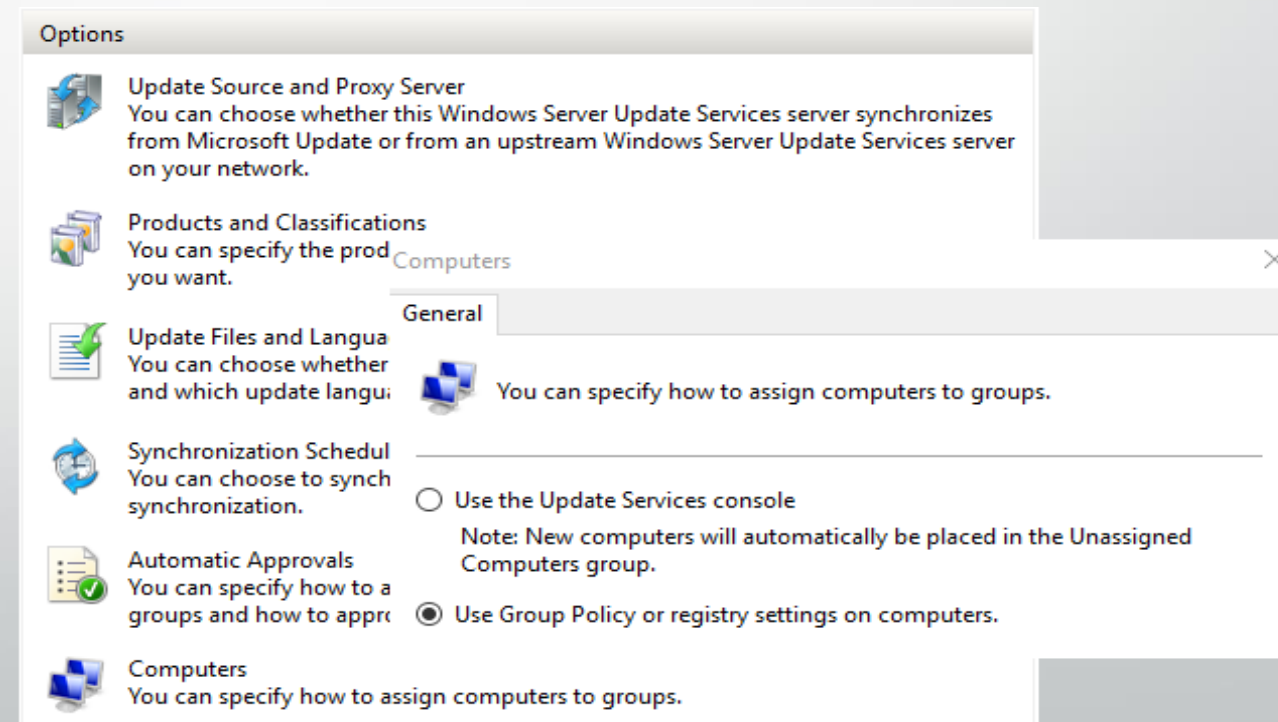 Options
Update Source and Proxy Server
You can choose whether this Windows Server Update Services server synchronizes
from Microsoft Update or from an upstream Windows Server Update Services server
on your network.
Products and Classifications
You can specify the prod
you want.
Update Files and Langua
You can choose whether
and which update langu
Synchronization Schedul
You can choose to synch
synchronization.
Automatic Approvals
You can specify how to a
groups and how to appr
Computers
You can specify how to assign computers to groups.
Computers
General
You can specify how to assign computers to groups.
Use the Update Services console
Note: New computers will automatically be placed in the Unassigned
Computers group.
Use Group Policy or registry settings on computers.